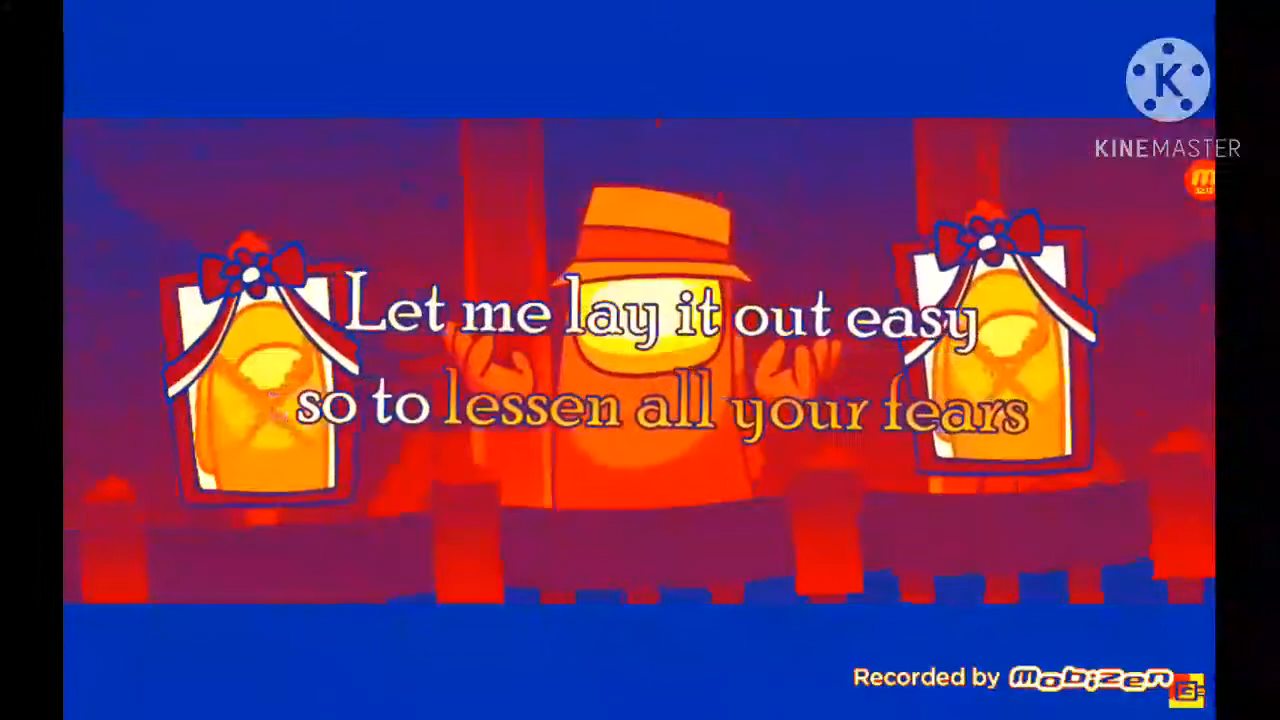 K
KINEMASTER
Let me lay it out easy
so to lessen all your fears
Recorded by mobizen